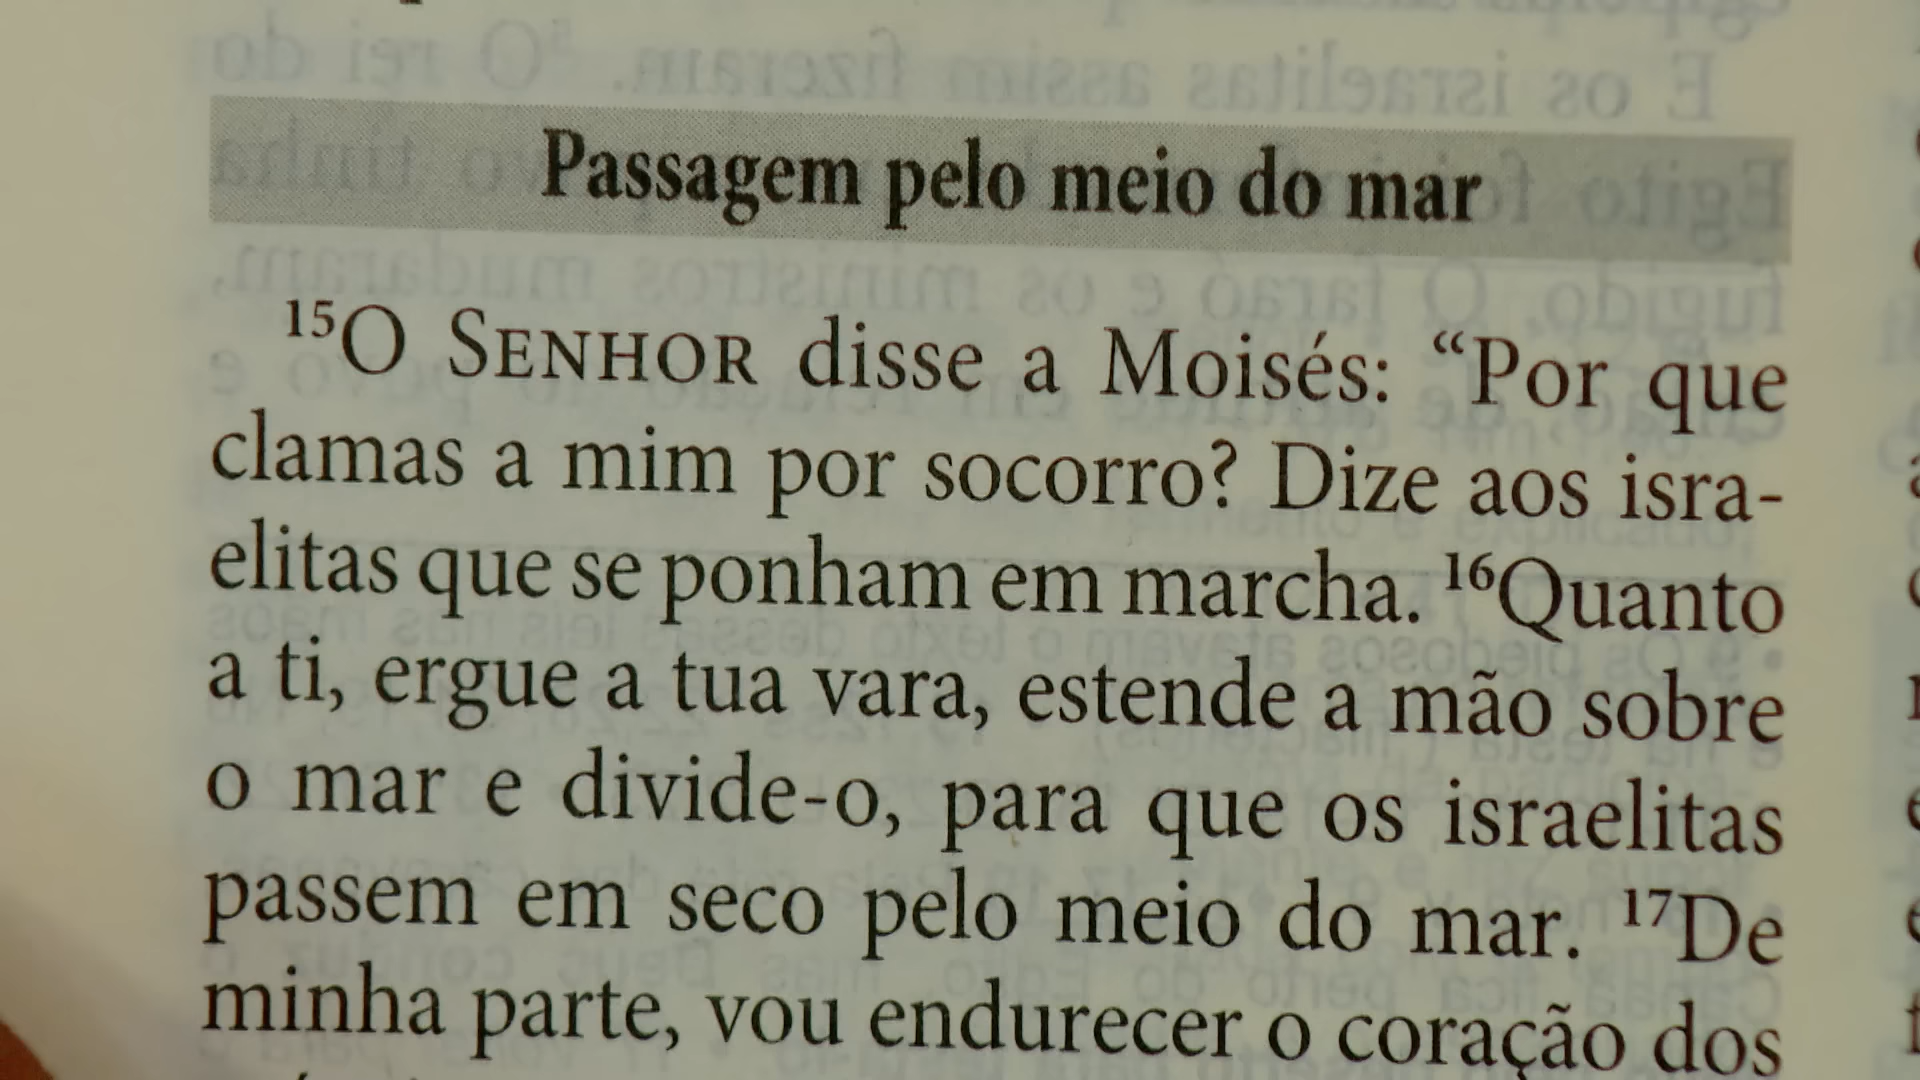 Passagem pelo meio do mar
¹⁵O SENHOR disse a Moisés: “Por que
clamas a mim por socorro? Dize aos isra-
elitas que se ponham em marcha. ¹⁶Quanto
a ti, ergue a tua vara, estende a mão sobre
o mar e divide-o, para que os israelitas
passem em seco pelo meio do mar. ¹⁷De
minha parte, vou endurecer o coração dos